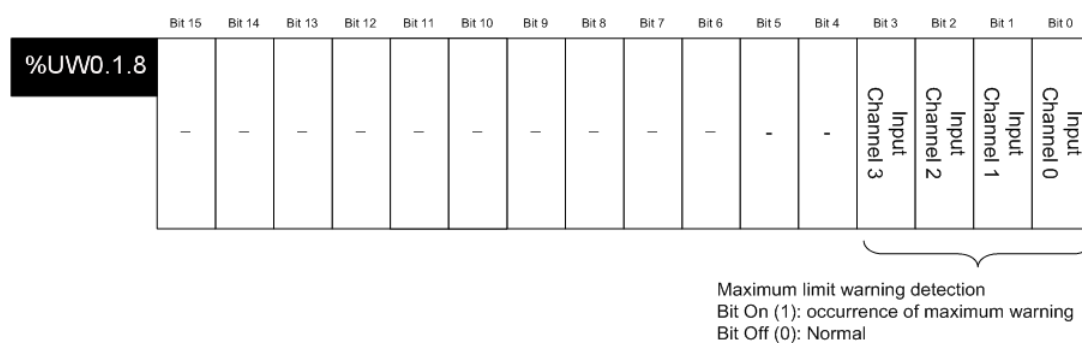 Bit 15 Bit 14 Bit 13 Bit 12 Bit 11 Bit 10 Bit 9 Bit 8 Bit 7 Bit 6 Bit 5 Bit 4 Bit 3 Bit 2 Bit 1 Bit 0
%UW0.1.8
– – – – – – – – – – - -
Input
Channel 3
Input
Channel 2
Input
Channel 1
Input
Channel 0
Maximum limit warning detection
Bit On (1): occurrence of maximum warning
Bit Off (0): Normal